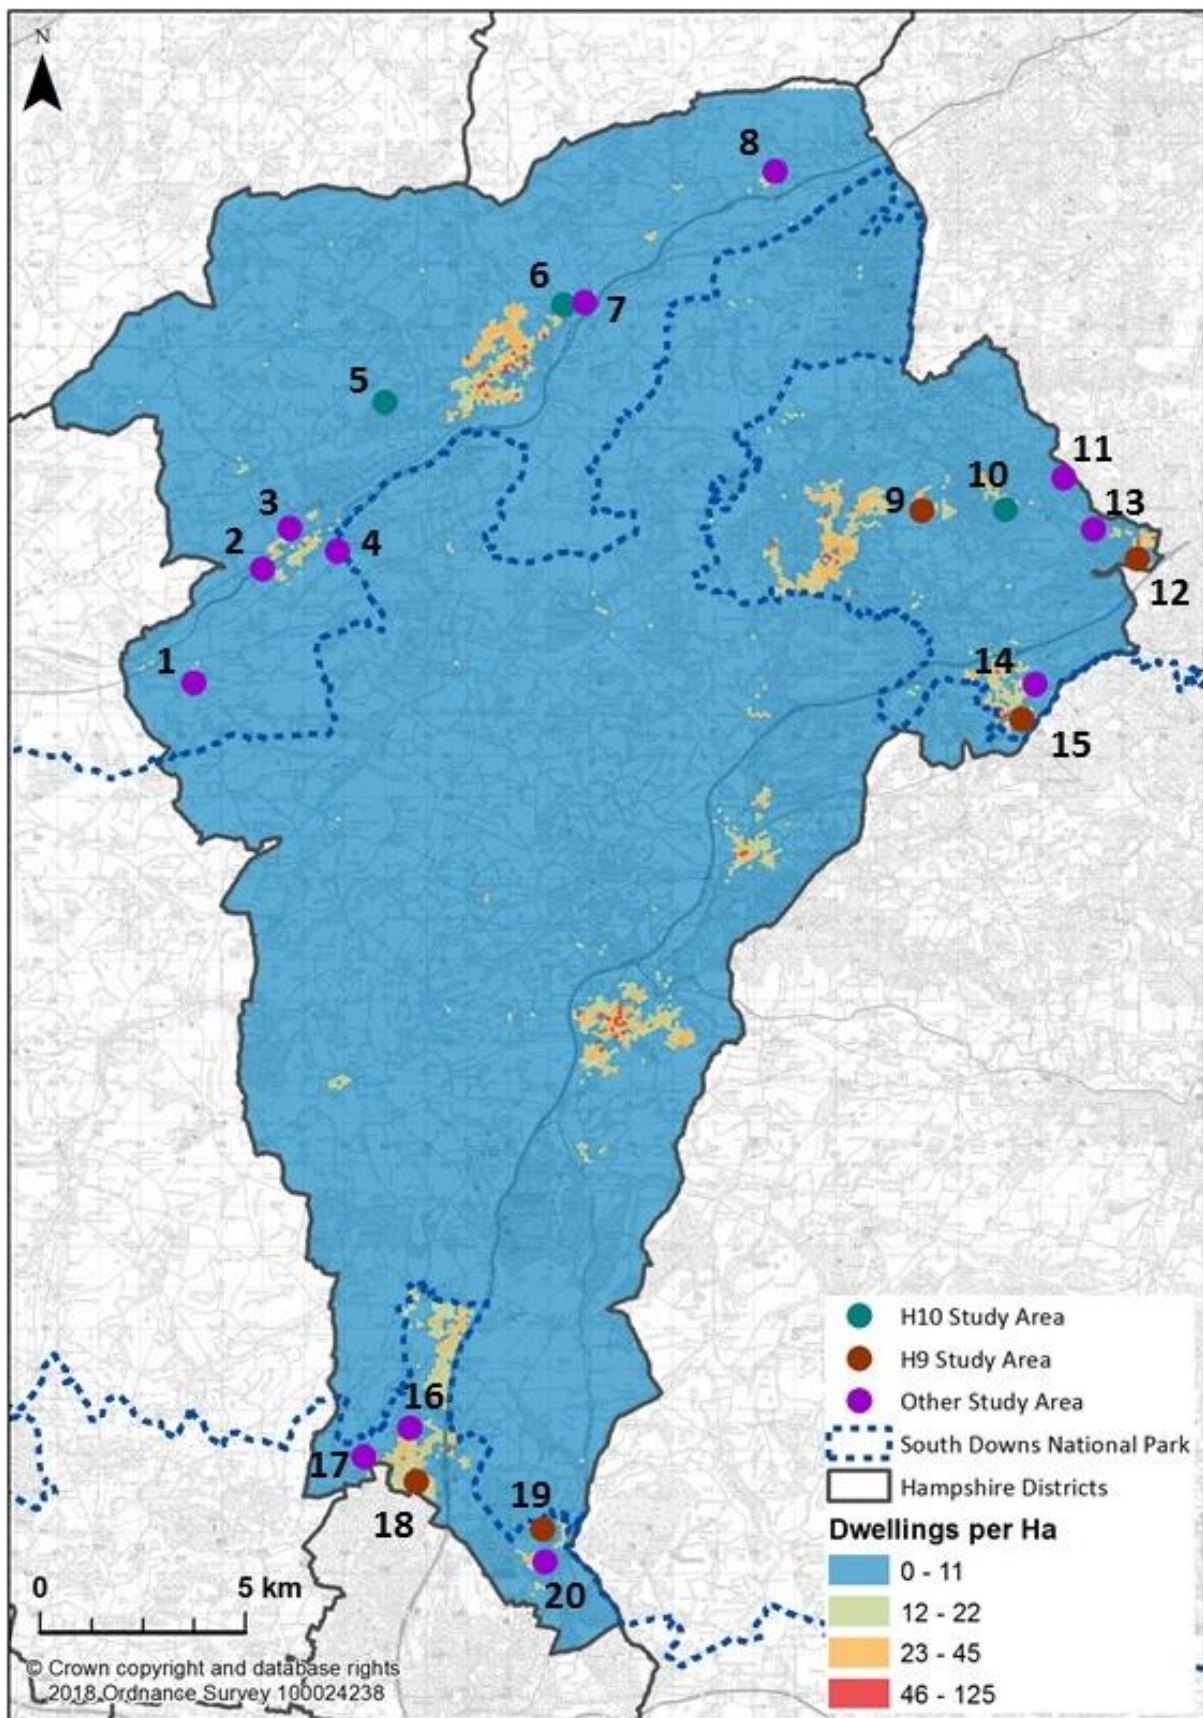 N
8
6
7
5
11
10
9
3
13
2
4
12
1
14
15
16
17
19
18
20
H10 Study Area
H9 Study Area
Other Study Area
South Downs National Park
Hampshire Districts
Dwellings per Ha
0 - 11
12 - 22
23 - 45
46 - 125
0 5 km
© Crown copyright and database rights
2018 Ordnance Survey 100024238